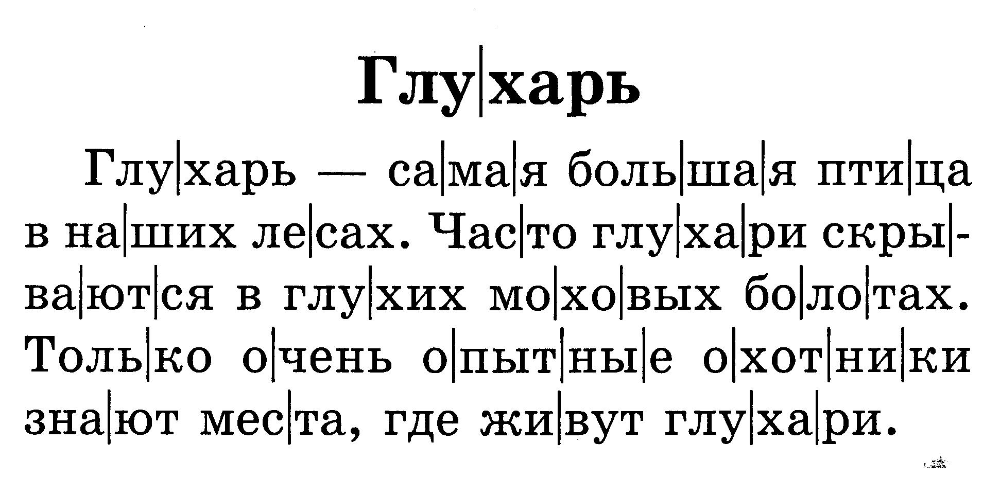 Глу|харь
Глу|харь — са|ма|я боль|ша|я пти|ца
в на|ших ле|сах. Час|то глу|ха|ри скры|-
ва|ют|ся в глу|хих мо|хо|вых бо|ло|тах.
Толь|ко о|чень о|пыт|ны|е о|хот|ни|ки
зна|ют мес|та, где жи|вут глу|ха|ри.